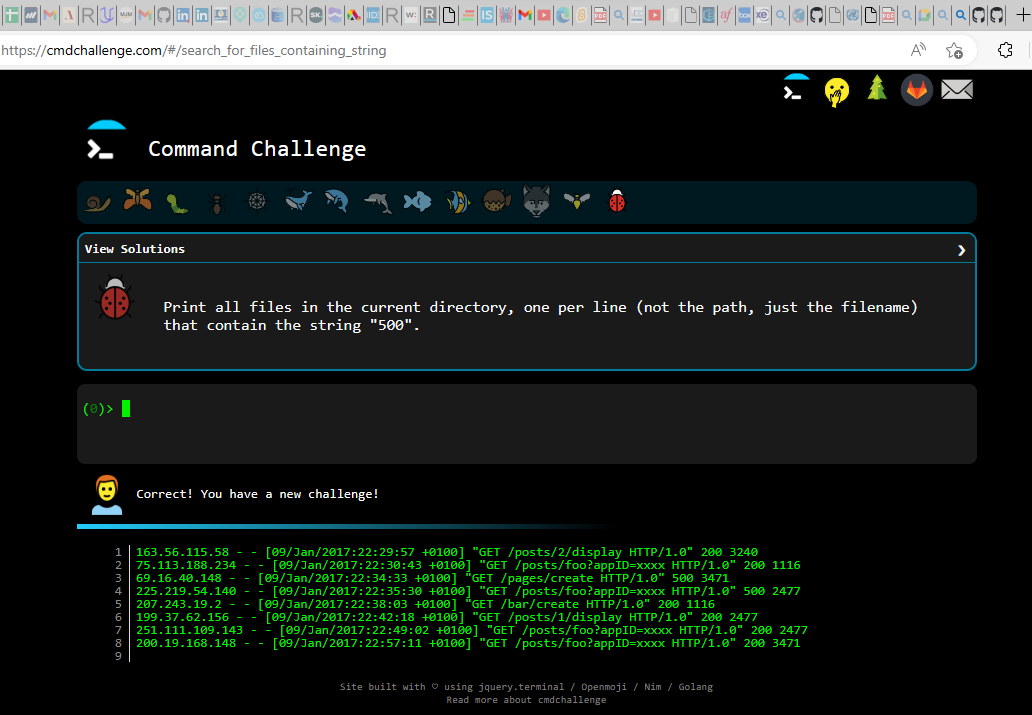 https://cmdchallenge.com/#/search_for_files_containing_string
Command Challenge
View Solutions
Print all files in the current directory, one per line (not the path, just the filename)
that contain the string "500".
(0)>
Correct! You have a new challenge!
1 163.56.115.58 - - [09/Jan/2017:22:29:57 +0100] "GET /posts/2/display HTTP/1.0" 200 3240
2 75.113.188.234 - - [09/Jan/2017:22:30:43 +0100] "GET /posts/foo?appID=xxxx HTTP/1.0" 200 1116
3 69.16.40.148 - - [09/Jan/2017:22:34:33 +0100] "GET /pages/create HTTP/1.0" 500 3471
4 225.219.54.140 - - [09/Jan/2017:22:35:30 +0100] "GET /posts/foo?appID=xxxx HTTP/1.0" 500 2477
5 207.243.19.2 - - [09/Jan/2017:22:38:03 +0100] "GET /bar/create HTTP/1.0" 200 1116
6 199.37.62.156 - - [09/Jan/2017:22:42:18 +0100] "GET /posts/1/display HTTP/1.0" 200 2477
7 251.111.109.143 - - [09/Jan/2017:22:49:02 +0100] "GET /posts/foo?appID=xxxx HTTP/1.0" 200 2477
8 200.19.168.148 - - [09/Jan/2017:22:57:11 +0100] "GET /posts/foo?appID=xxxx HTTP/1.0" 200 3471
9
Site built with ♡ using jquery.terminal / Openmoji / Nim / Golang
Read more about cmdchallenge